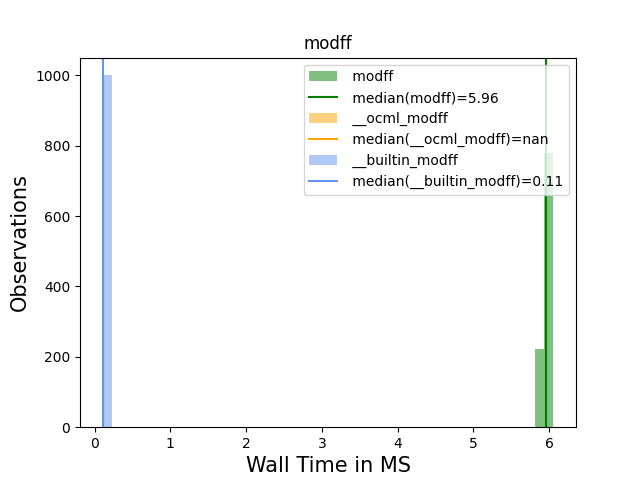 modff
1000
800
600
400
200
0
Observations
modff
median(modff)=5.96
__ocml_modff
median(__ocml_modff)=nan
__builtin_modff
median(__builtin_modff)=0.11
0 1 2 3 4 5 6
Wall Time in MS